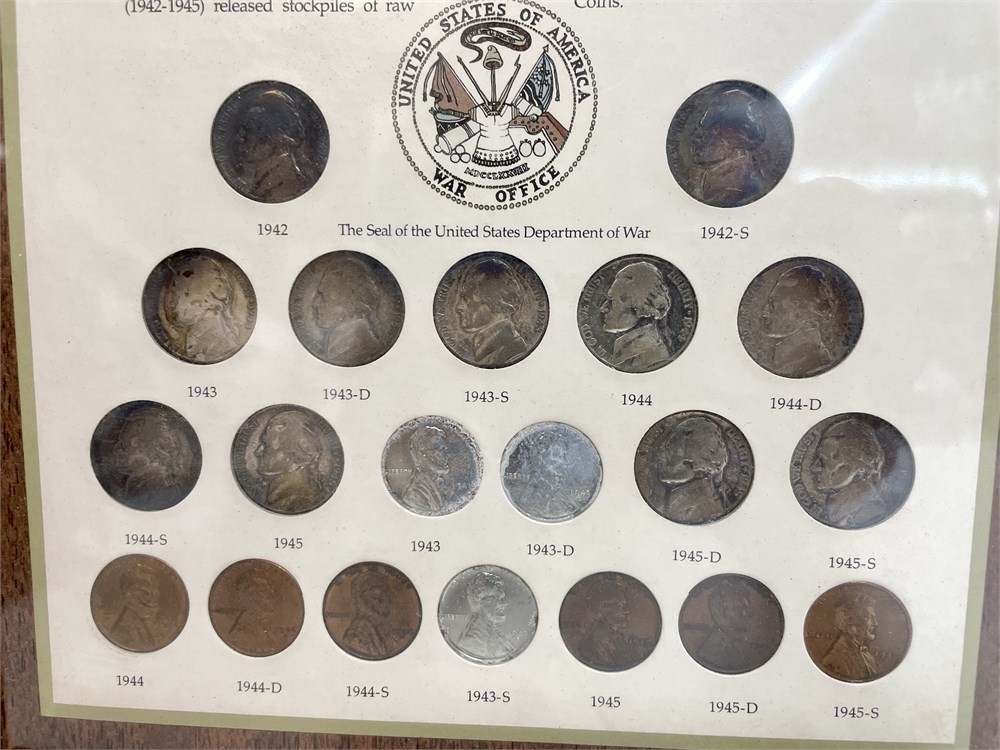 (1942-1945) released stockpiles of raw
Coins.
UNITED STATES OF AMERICA
MDCCLXXVIII
WAR OFFICE
1942
The Seal of the United States Department of War
1942-S
1943
1943-D
1943-S
1944
1944-D
1944-S
1945
1943
1943-D
1945-D
1945-S
1944
1944-D
1944-S
1943-S
1945
1945-D
1945-S